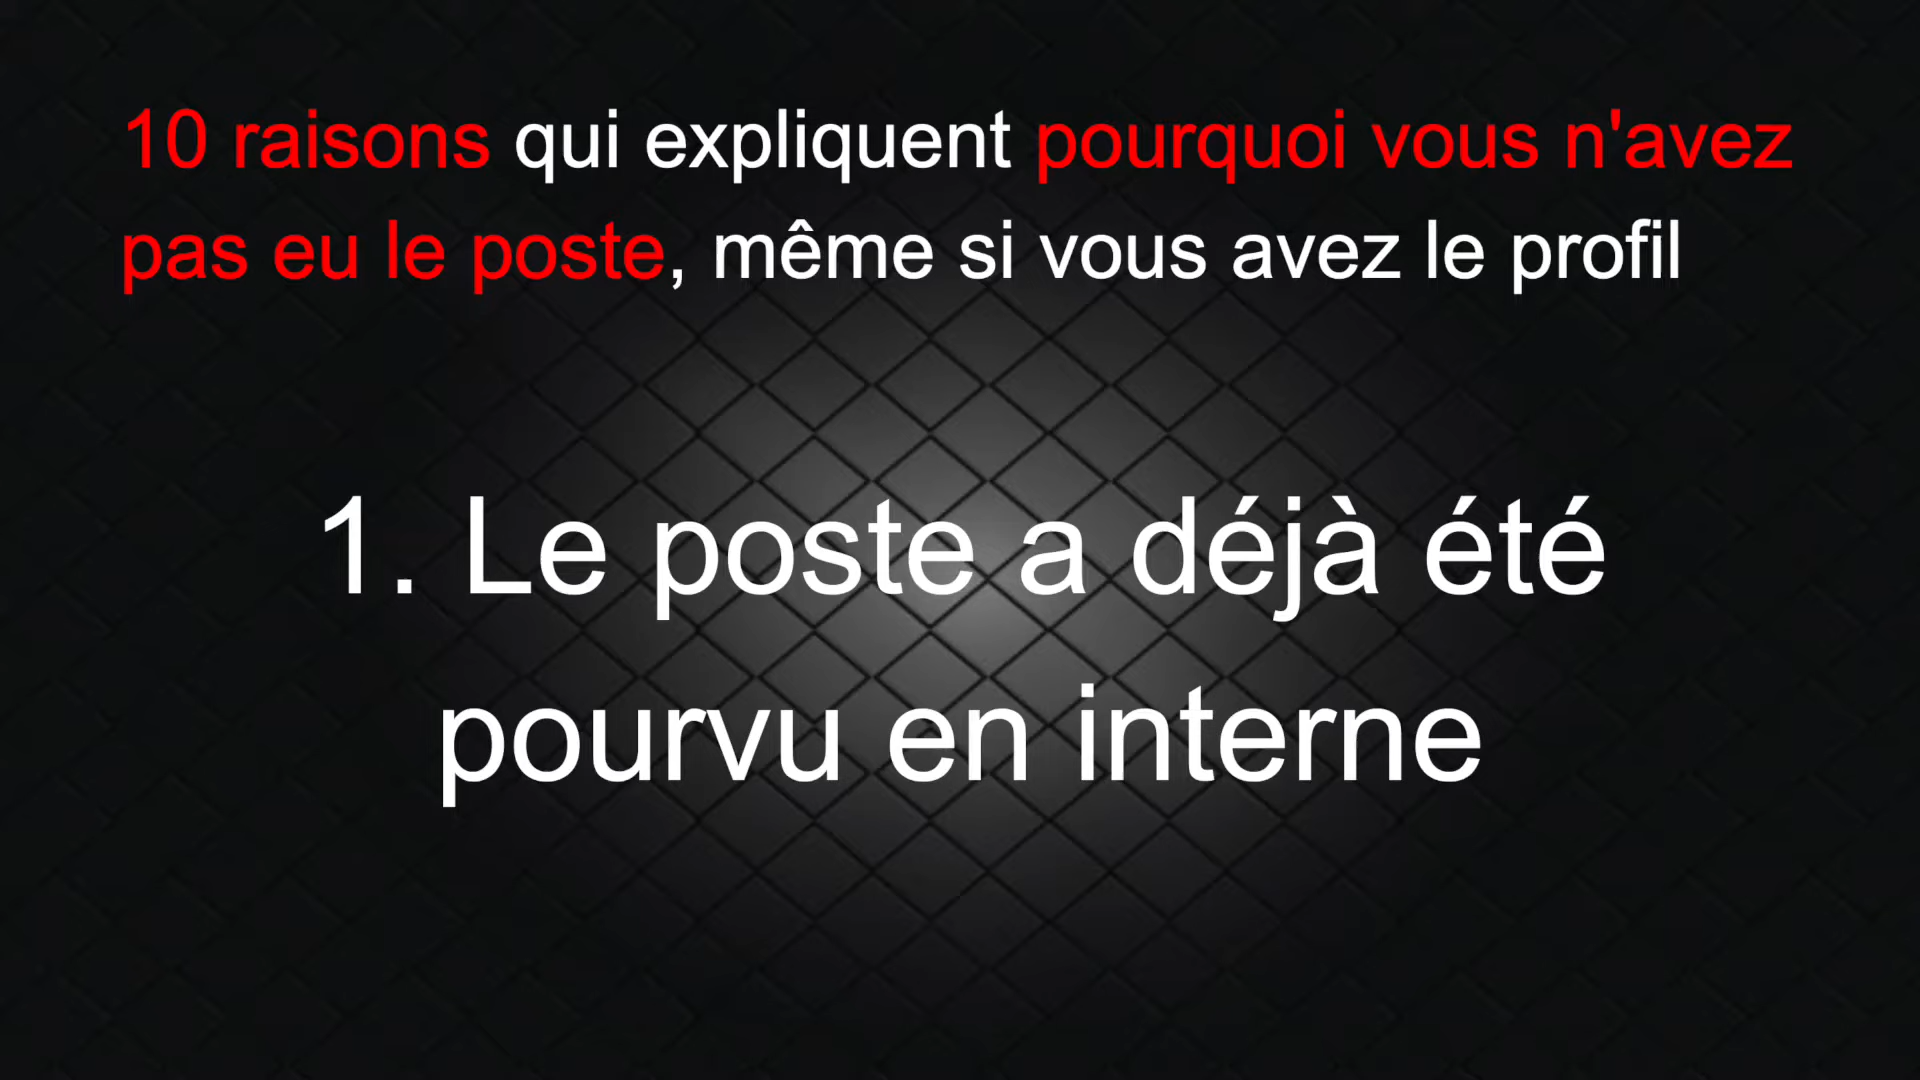 10 raisons qui expliquent pourquoi vous n'avez
pas eu le poste, même si vous avez le profil
1. Le poste a déjà été
pourvu en interne